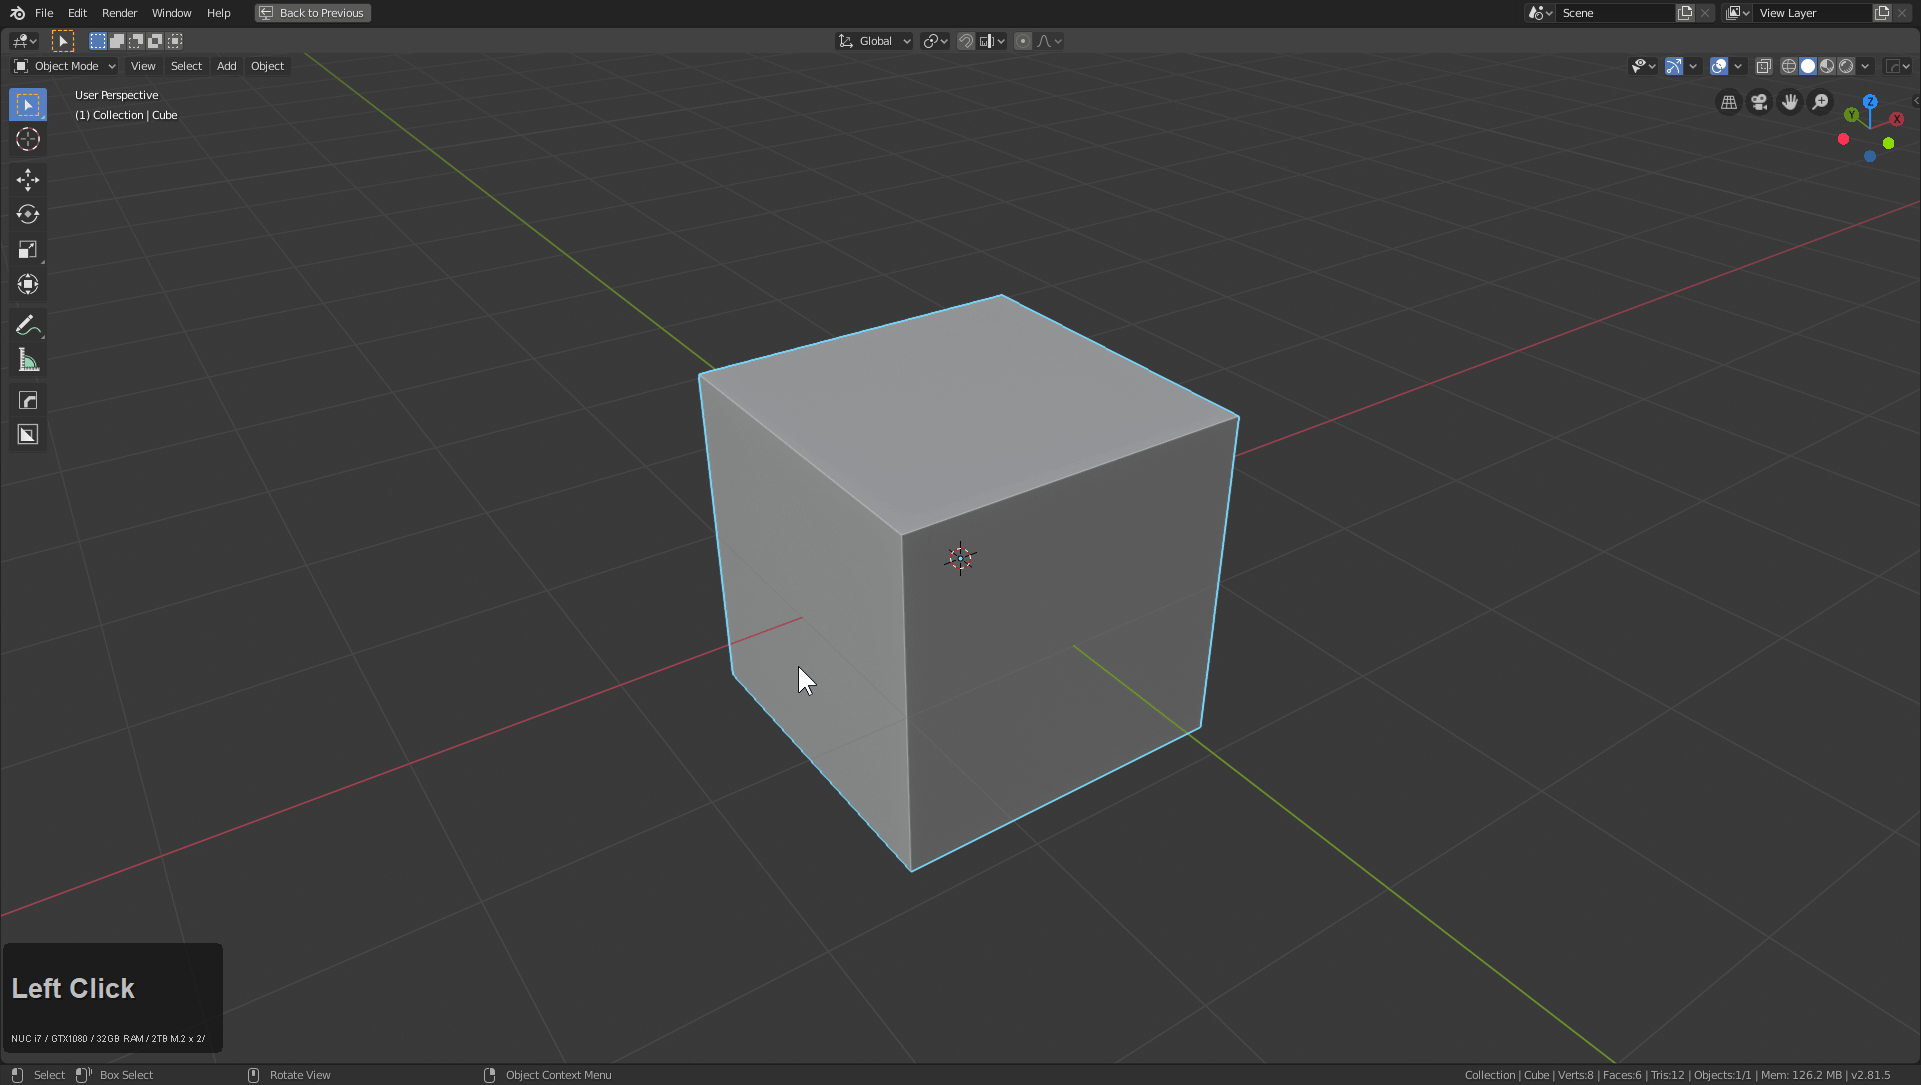 File Edit Render Window Help Back to Previous Scene View Layer
Global
Object Mode View Select Add Object
User Perspective
(1) Collection | Cube
Z
Y X
Left Click
NUC i7 / GTX1080 / 32GB RAM / 2TB M.2 x 2/
Select Box Select Rotate View Object Context Menu Collection | Cube | Verts:8 | Faces:6 | Tris:12 | Objects:1/1 | Mem: 126.2 MB | v2.81.5